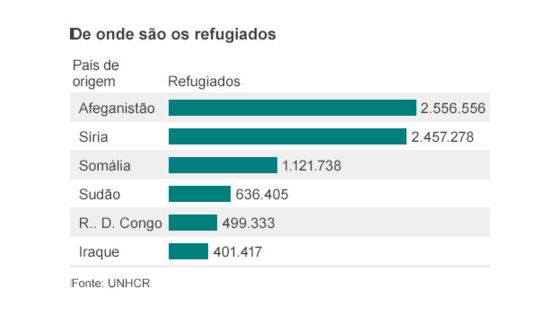 De onde são os refugiados
País de
origem
Refugiados
Afeganistão 2.556.556
Síria 2.457.278
Somália 1.121.738
Sudão 636.405
R.. D. Congo 499.333
Iraque 401.417
Fonte: UNHCR